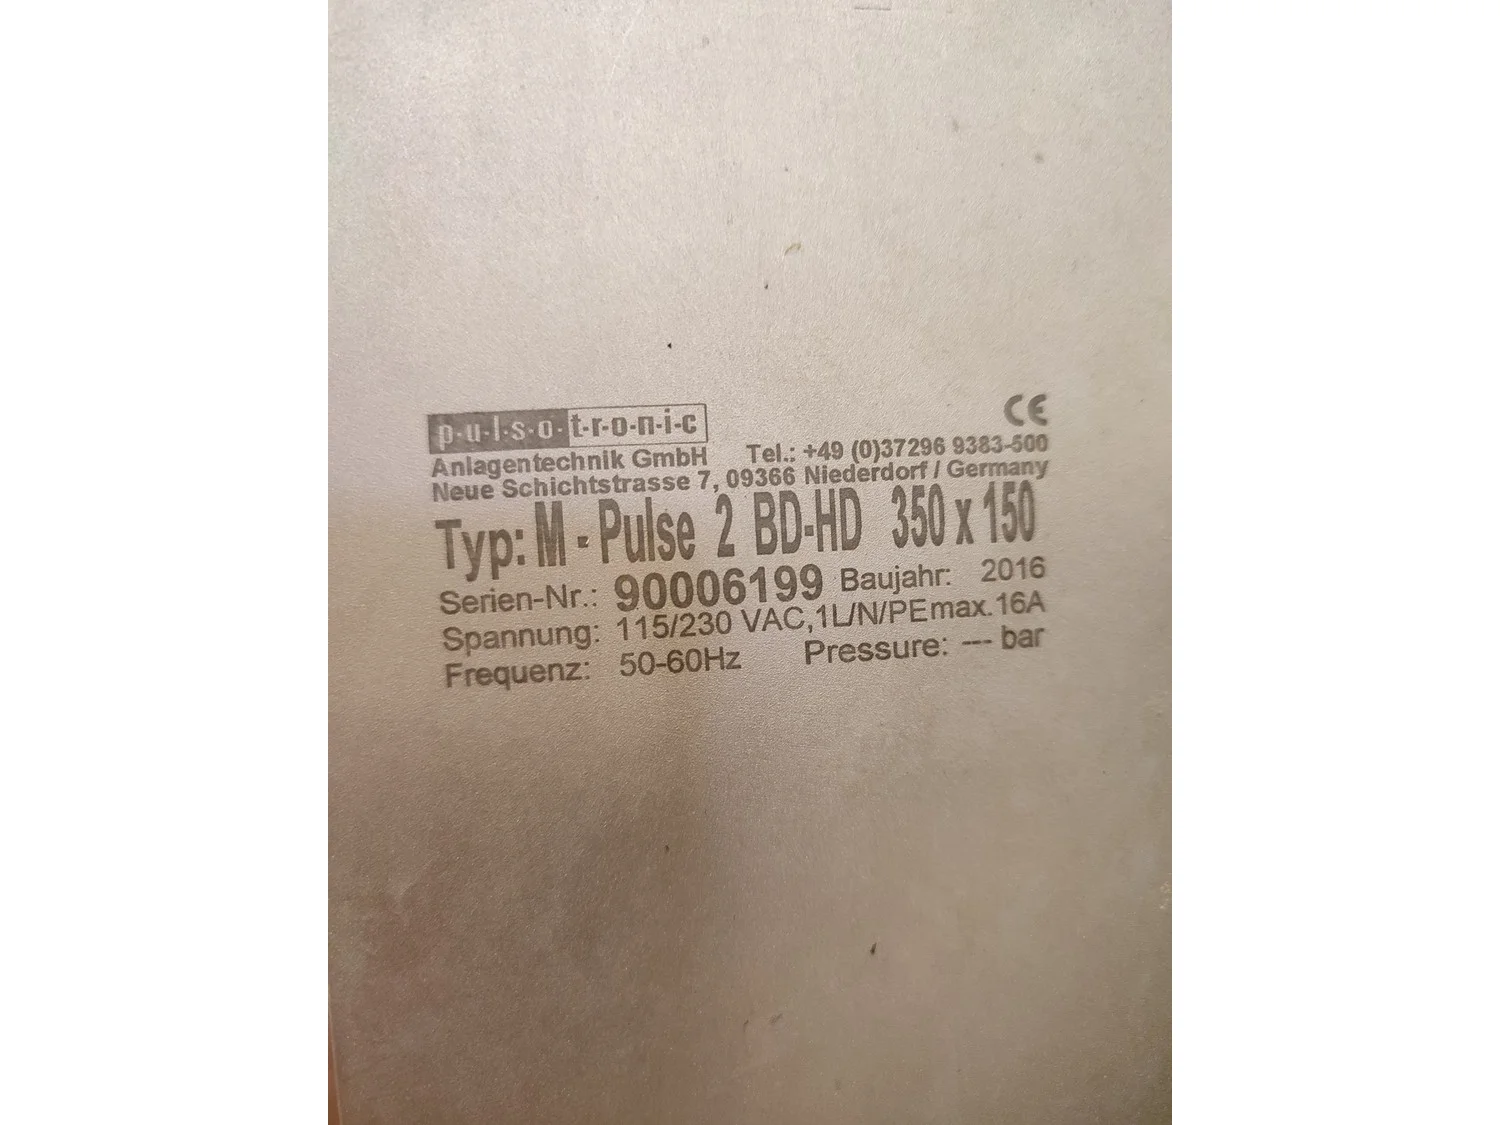 p·u·l·s·o·t·r·o·n·i·c CE
Anlagentechnik GmbH Tel.: +49 (0)37296 9383-500
Neue Schichtstrasse 7, 09366 Niederdorf / Germany
Typ: M - Pulse 2 BD-HD 350 x 150
Serien-Nr.: 90006199 Baujahr: 2016
Spannung: 115/230 VAC,1L/N/PE max. 16A
Frequenz: 50-60Hz Pressure: --- bar